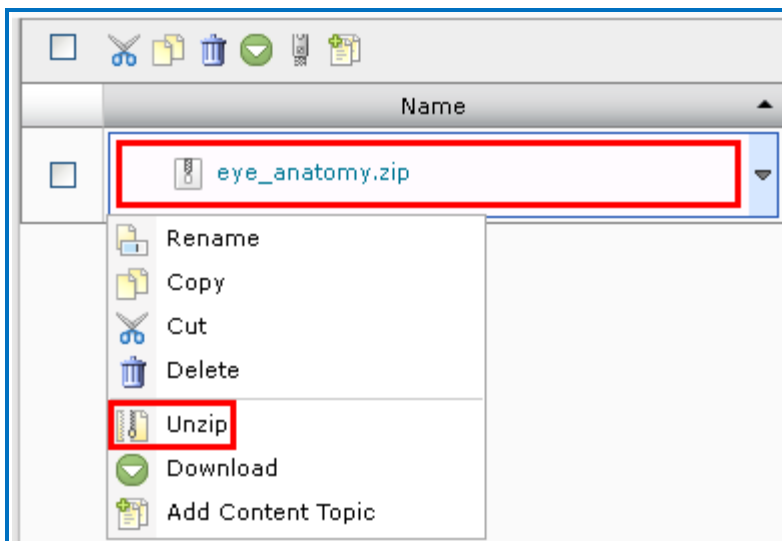 Name
eye_anatomy.zip
Rename
Copy
Cut
Delete
Unzip
Download
Add Content Topic